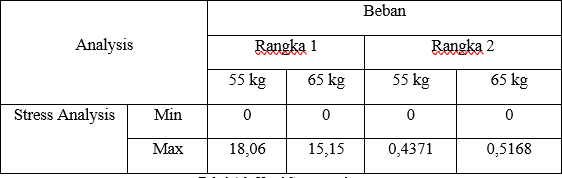 Analysis
Beban
Rangka 1 Rangka 2
55 kg 65 kg 55 kg 65 kg
Stress Analysis Min 0 0 0 0
Max 18,06 15,15 0,4371 0,5168